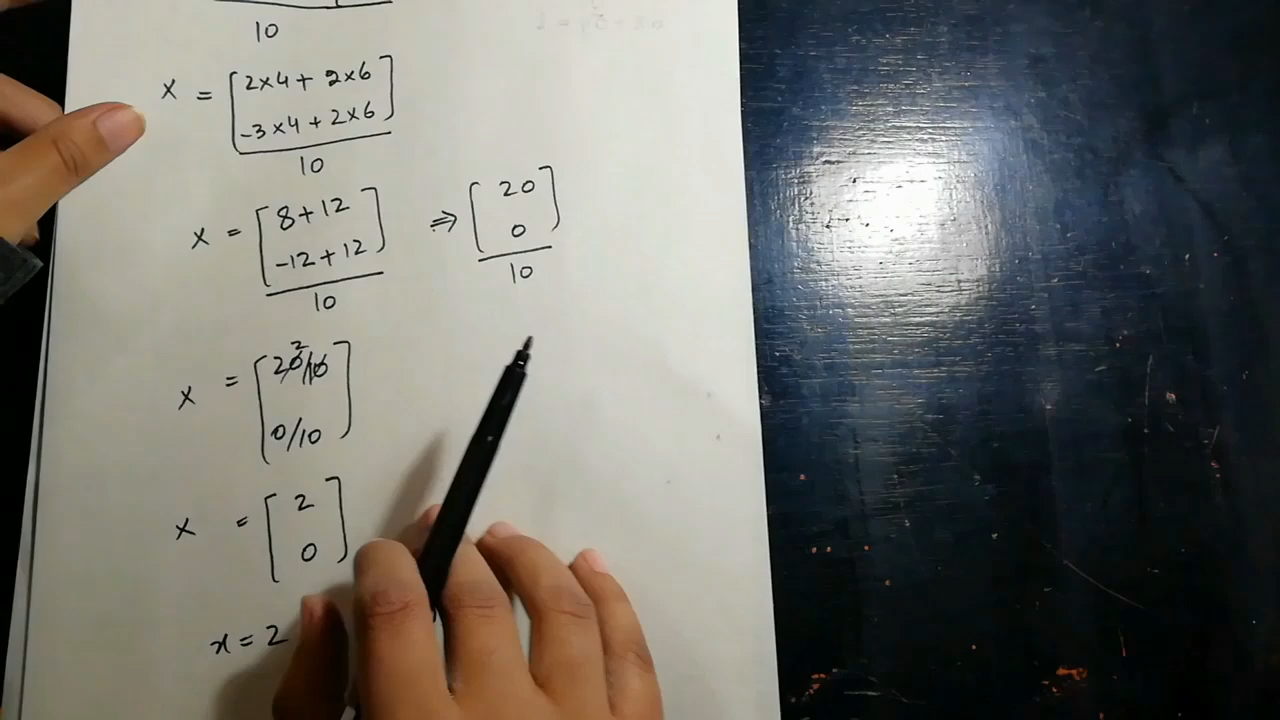 10
X = [2×4 + 2×6
-3×4 + 2×6]
10
X = [8+12
-12+12]
10
⇒ [20
0]
10
X = [20/10 2
0/10]
X = [2
0]
x = 2